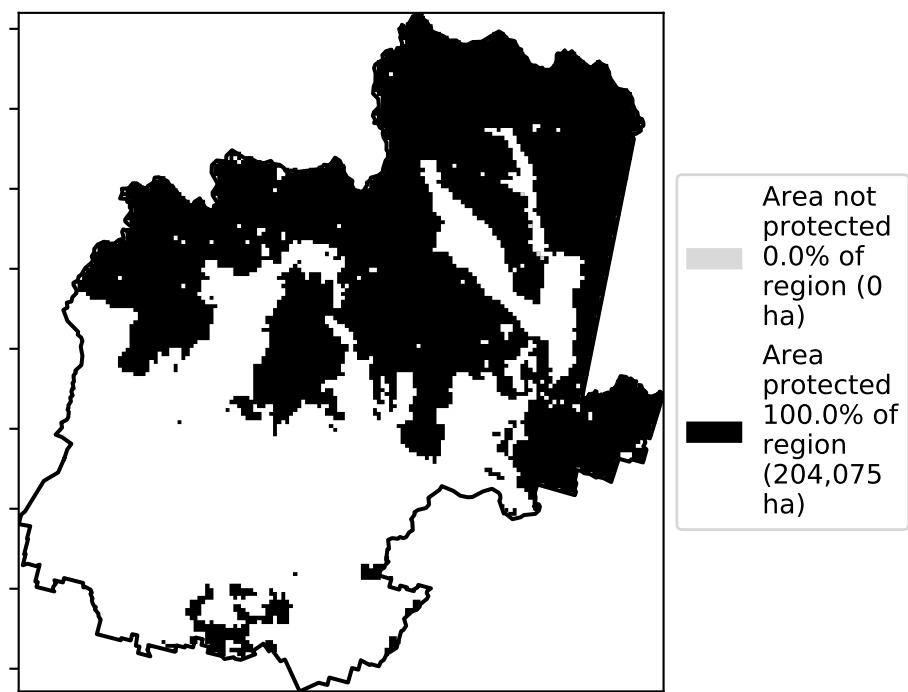 Area not
protected
0.0% of
region (0
ha)
Area
protected
100.0% of
region
(204,075
ha)